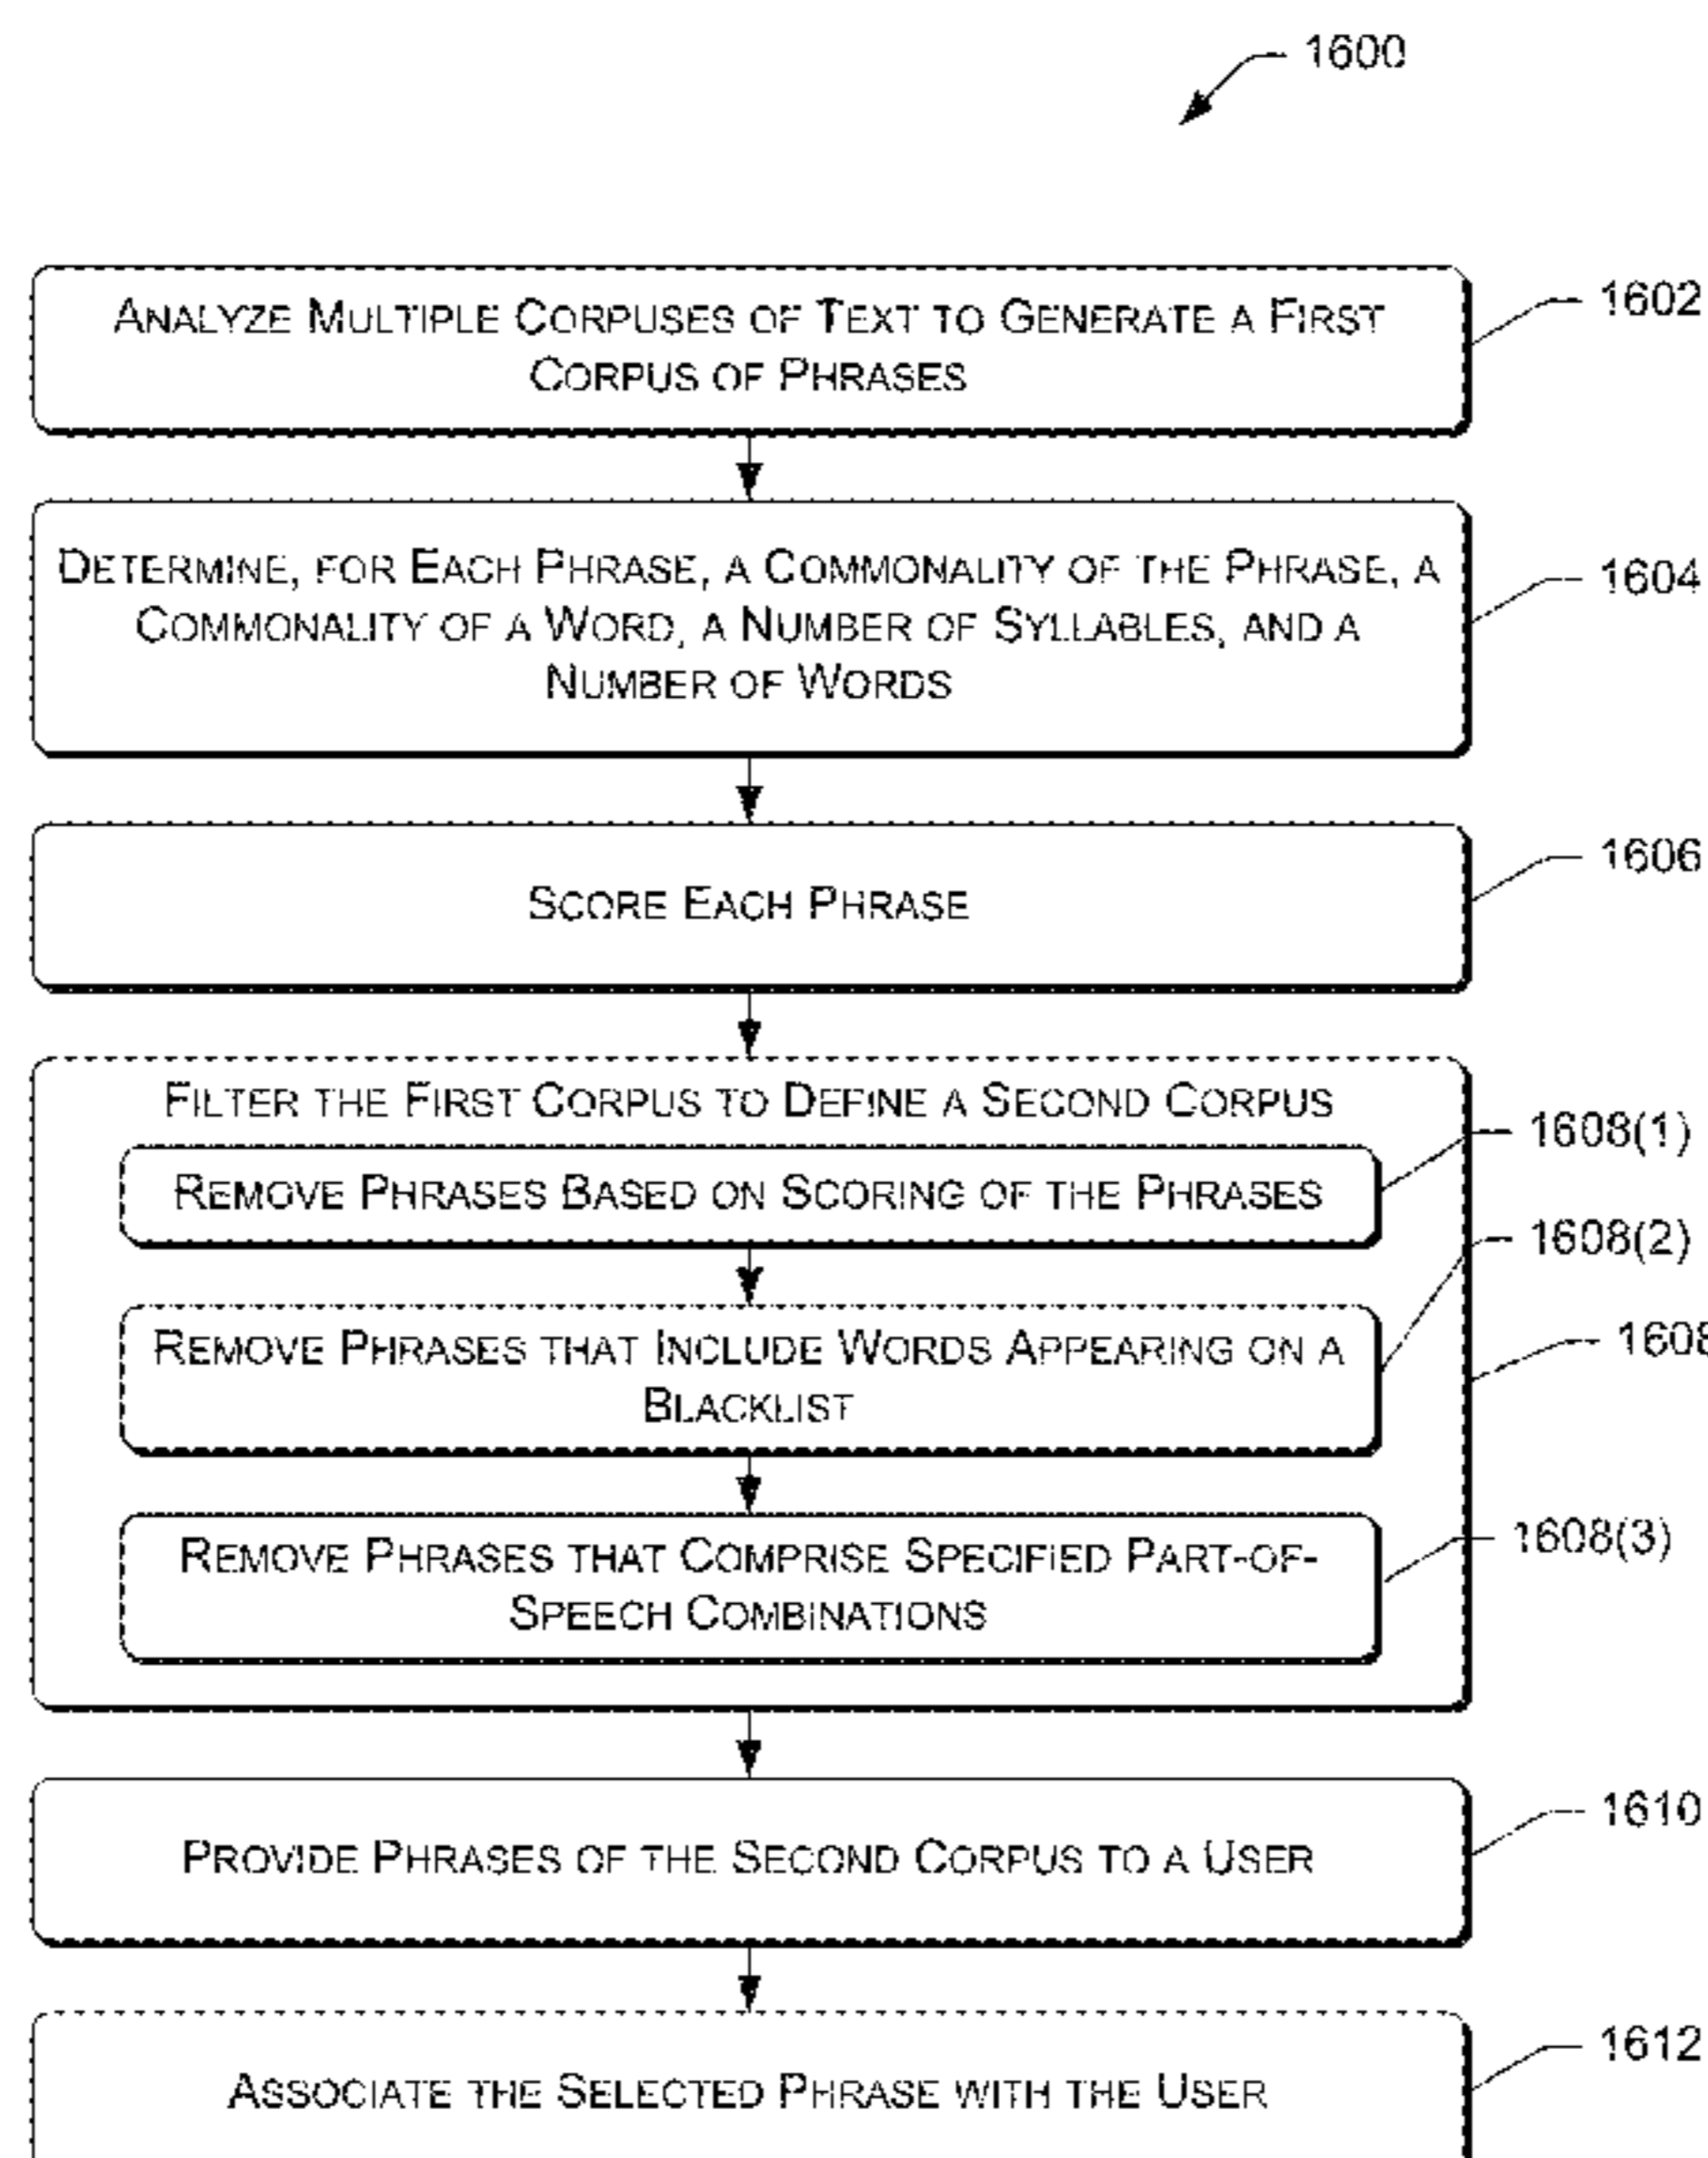 1600
ANALYZE MULTIPLE CORPUSES OF TEXT TO GENERATE A FIRST
CORPUS OF PHRASES
1602
DETERMINE, FOR EACH PHRASE, A COMMONALITY OF THE PHRASE, A
COMMONALITY OF A WORD, A NUMBER OF SYLLABLES, AND A
NUMBER OF WORDS
1604
SCORE EACH PHRASE
1606
FILTER THE FIRST CORPUS TO DEFINE A SECOND CORPUS
1608(1)
REMOVE PHRASES BASED ON SCORING OF THE PHRASES
1608(2)
REMOVE PHRASES THAT INCLUDE WORDS APPEARING ON A
BLACKLIST
1608
REMOVE PHRASES THAT COMPRISE SPECIFIED PART-OF-
SPEECH COMBINATIONS
1608(3)
PROVIDE PHRASES OF THE SECOND CORPUS TO A USER
1610
ASSOCIATE THE SELECTED PHRASE WITH THE USER
1612